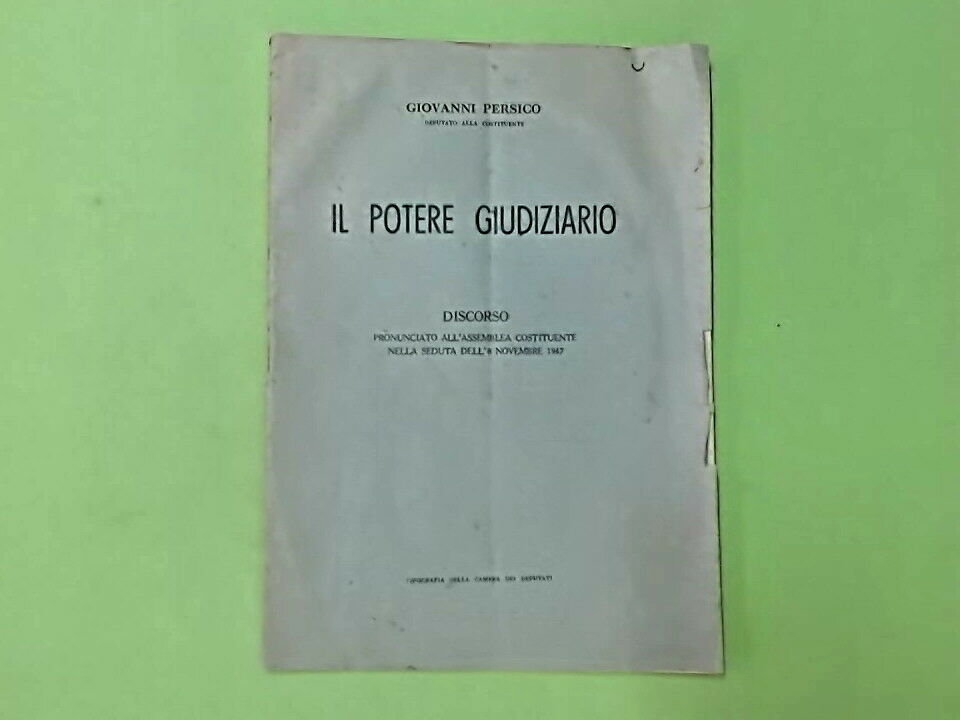 GIOVANNI PERSICO
DEPUTATO ALLA COSTITUENTE
IL POTERE GIUDIZIARIO
DISCORSO
PRONUNCIATO ALL'ASSEMBLEA COSTITUENTE
NELLA SEDUTA DELL'8 NOVEMBRE 1947
TIPOGRAFIA DELLA CAMERA DEI DEPUTATI